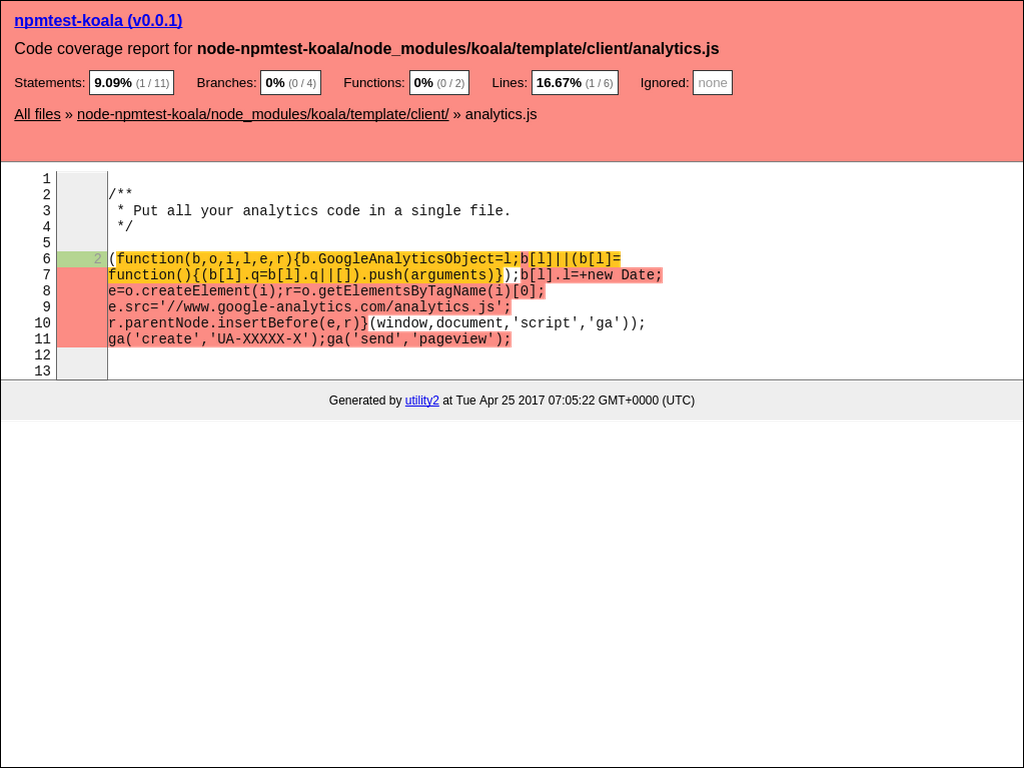 npmtest-koala (v0.0.1)
Code coverage report for node-npmtest-koala/node_modules/koala/template/client/analytics.js
Statements: 9.09% (1 / 11) Branches: 0% (0 / 4) Functions: 0% (0 / 2) Lines: 16.67% (1 / 6) Ignored: none
All files » node-npmtest-koala/node_modules/koala/template/client/ » analytics.js
1
2 /**
3  * Put all your analytics code in a single file.
4  */
5
6 2 (function(b,o,i,l,e,r){b.GoogleAnalyticsObject=l;b[l]||(b[l]=
7 function(){(b[l].q=b[l].q||[]).push(arguments)});b[l].l=+new Date;
8 e=o.createElement(i);r=o.getElementsByTagName(i)[0];
9 e.src='//www.google-analytics.com/analytics.js';
10 r.parentNode.insertBefore(e,r)}(window,document,'script','ga'));
11 ga('create','UA-XXXXX-X');ga('send','pageview');
12
13
Generated by utility2 at Tue Apr 25 2017 07:05:22 GMT+0000 (UTC)